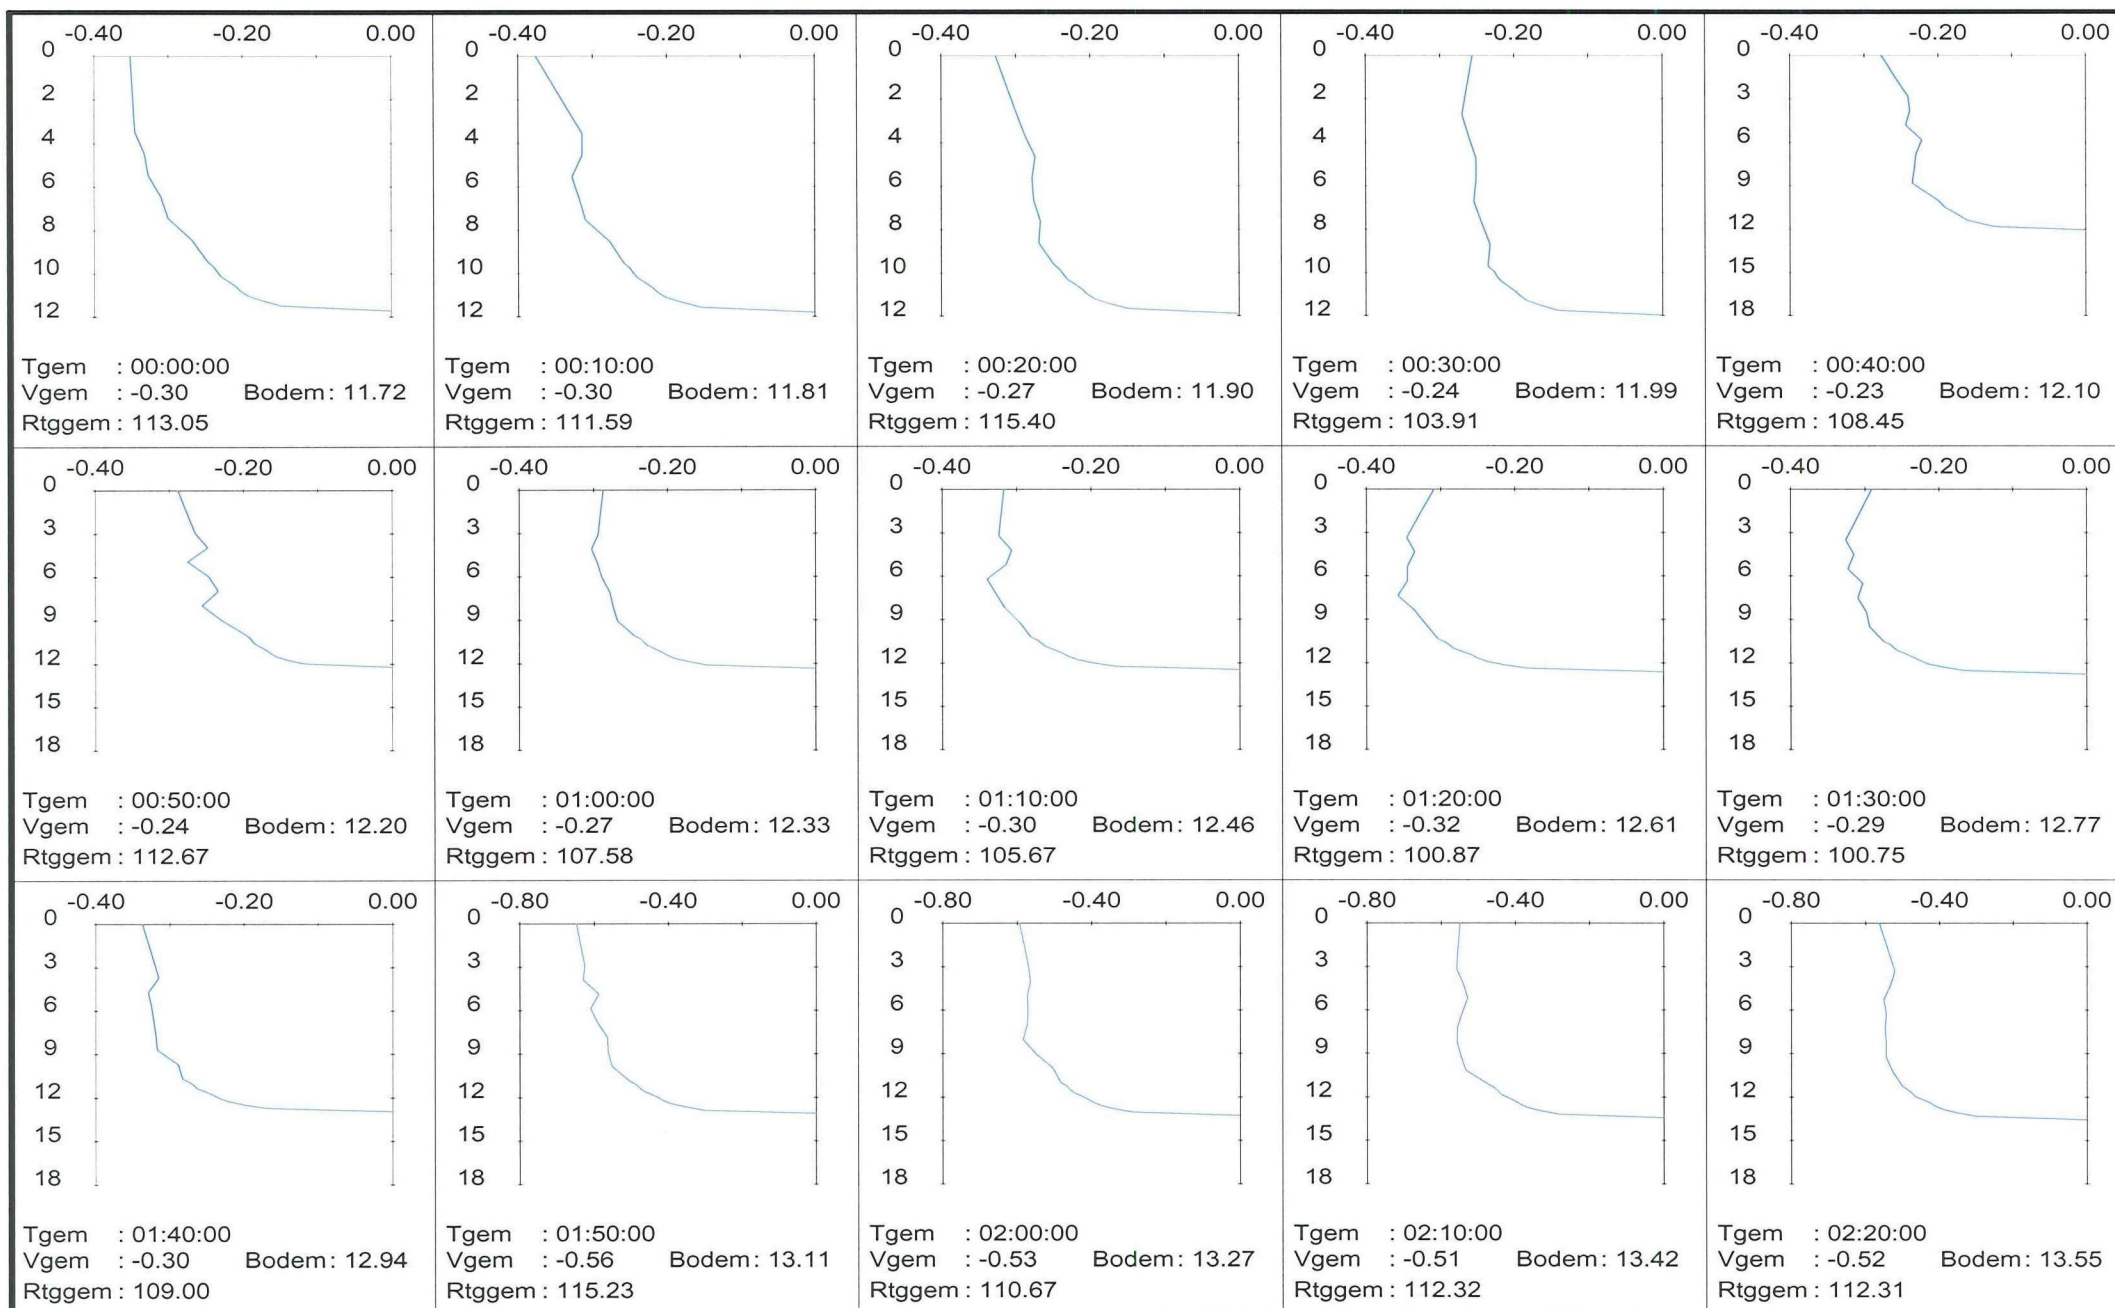 -0.40 -0.20 0.00
0
2
4
6
8
10
12
Tgem : 00:00:00
Vgem : -0.30 Bodem: 11.72
Rtggem : 113.05
-0.40 -0.20 0.00
0
2
4
6
8
10
12
Tgem : 00:10:00
Vgem : -0.30 Bodem: 11.81
Rtggem : 111.59
-0.40 -0.20 0.00
0
2
4
6
8
10
12
Tgem : 00:20:00
Vgem : -0.27 Bodem: 11.90
Rtggem : 115.40
-0.40 -0.20 0.00
0
2
4
6
8
10
12
Tgem : 00:30:00
Vgem : -0.24 Bodem: 11.99
Rtggem : 103.91
-0.40 -0.20 0.00
0
3
6
9
12
15
18
Tgem : 00:40:00
Vgem : -0.23 Bodem: 12.10
Rtggem : 108.45
-0.40 -0.20 0.00
0
3
6
9
12
15
18
Tgem : 00:50:00
Vgem : -0.24 Bodem: 12.20
Rtggem : 112.67
-0.40 -0.20 0.00
0
3
6
9
12
15
18
Tgem : 01:00:00
Vgem : -0.27 Bodem: 12.33
Rtggem : 107.58
-0.40 -0.20 0.00
0
3
6
9
12
15
18
Tgem : 01:10:00
Vgem : -0.30 Bodem: 12.46
Rtggem : 105.67
-0.40 -0.20 0.00
0
3
6
9
12
15
18
Tgem : 01:20:00
Vgem : -0.32 Bodem: 12.61
Rtggem : 100.87
-0.40 -0.20 0.00
0
3
6
9
12
15
18
Tgem : 01:30:00
Vgem : -0.29 Bodem: 12.77
Rtggem : 100.75
-0.40 -0.20 0.00
0
3
6
9
12
15
18
Tgem : 01:40:00
Vgem : -0.30 Bodem: 12.94
Rtggem : 109.00
-0.80 -0.40 0.00
0
3
6
9
12
15
18
Tgem : 01:50:00
Vgem : -0.56 Bodem: 13.11
Rtggem : 115.23
-0.80 -0.40 0.00
0
3
6
9
12
15
18
Tgem : 02:00:00
Vgem : -0.53 Bodem: 13.27
Rtggem : 110.67
-0.80 -0.40 0.00
0
3
6
9
12
15
18
Tgem : 02:10:00
Vgem : -0.51 Bodem: 13.42
Rtggem : 112.32
-0.80 -0.40 0.00
0
3
6
9
12
15
18
Tgem : 02:20:00
Vgem : -0.52 Bodem: 13.55
Rtggem : 112.31